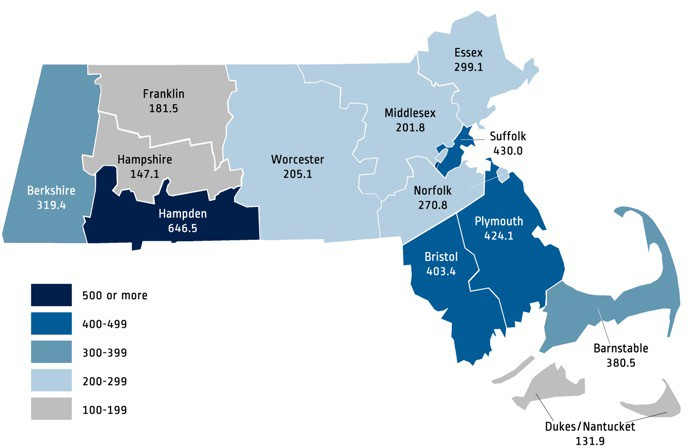 Essex
299.1
Franklin
181.5
Middlesex
201.8
Suffolk
430.0
Hampshire
147.1
Worcester
205.1
Berkshire
319.4
Norfolk
270.8
Hampden
646.5
Plymouth
424.1
Bristol
403.4
500 or more
400-499
300-399
200-299
100-199
Barnstable
380.5
Dukes/Nantucket
131.9